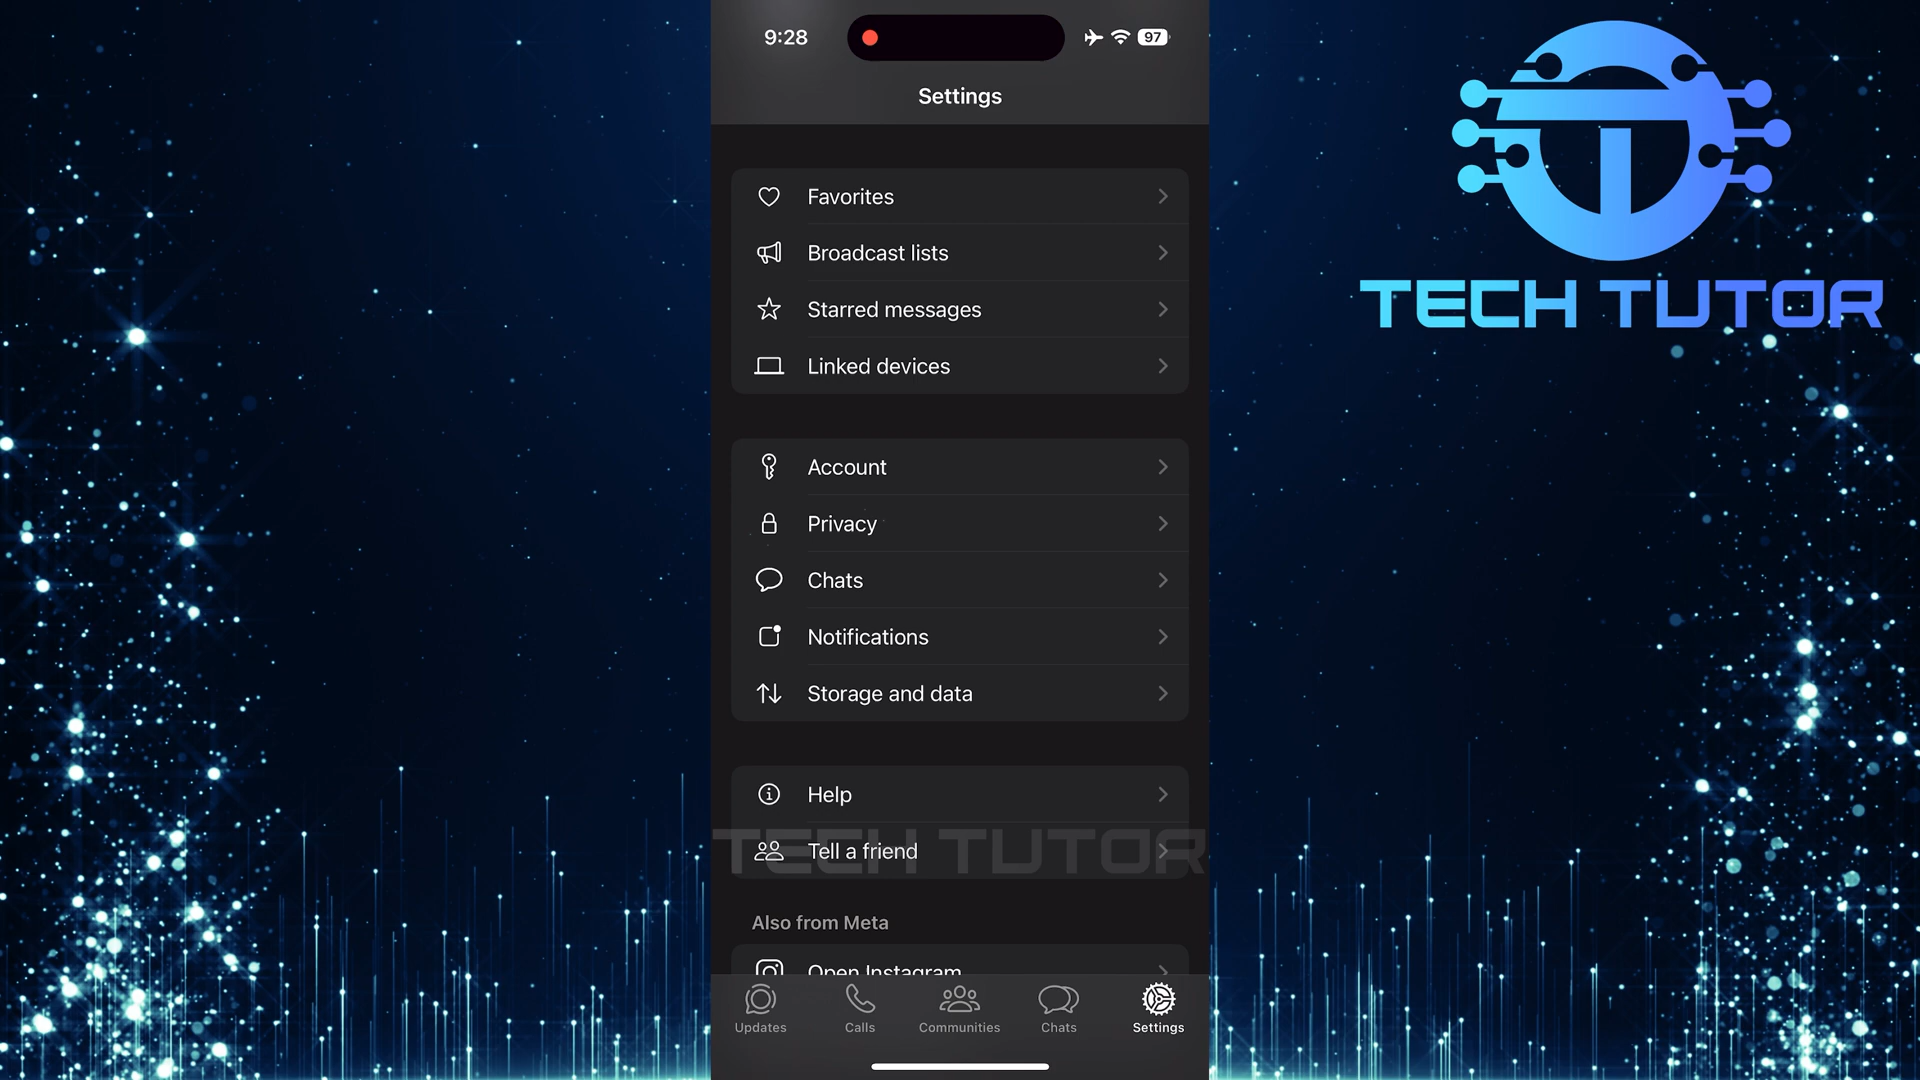 9:28
97
Settings
TECH TUTOR
Favorites
Broadcast lists
Starred messages
Linked devices
Account
Privacy
Chats
Notifications
Storage and data
Help
TECH TUTOR
Tell a friend
Also from Meta
Open Instagram
Updates
Calls
Communities
Chats
Settings